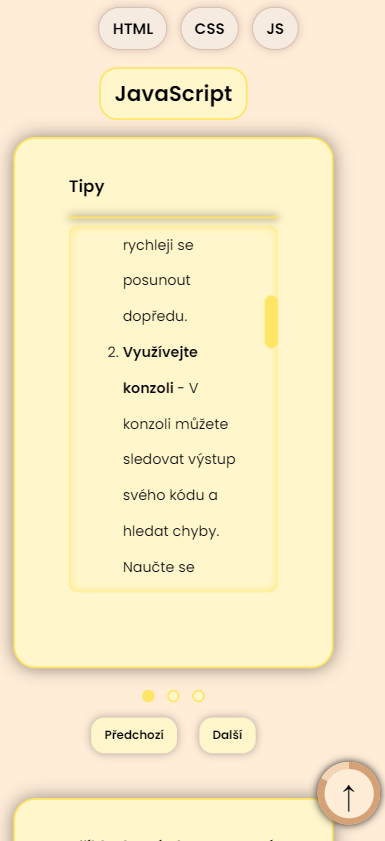 HTML CSS JS
JavaScript
Tipy
rychleji se
posunout
dopředu.
2. Využívejte
konzoli - V
konzoli můžete
sledovat výstup
svého kódu a
hledat chyby.
Naučte se
Předchozí Další
↑